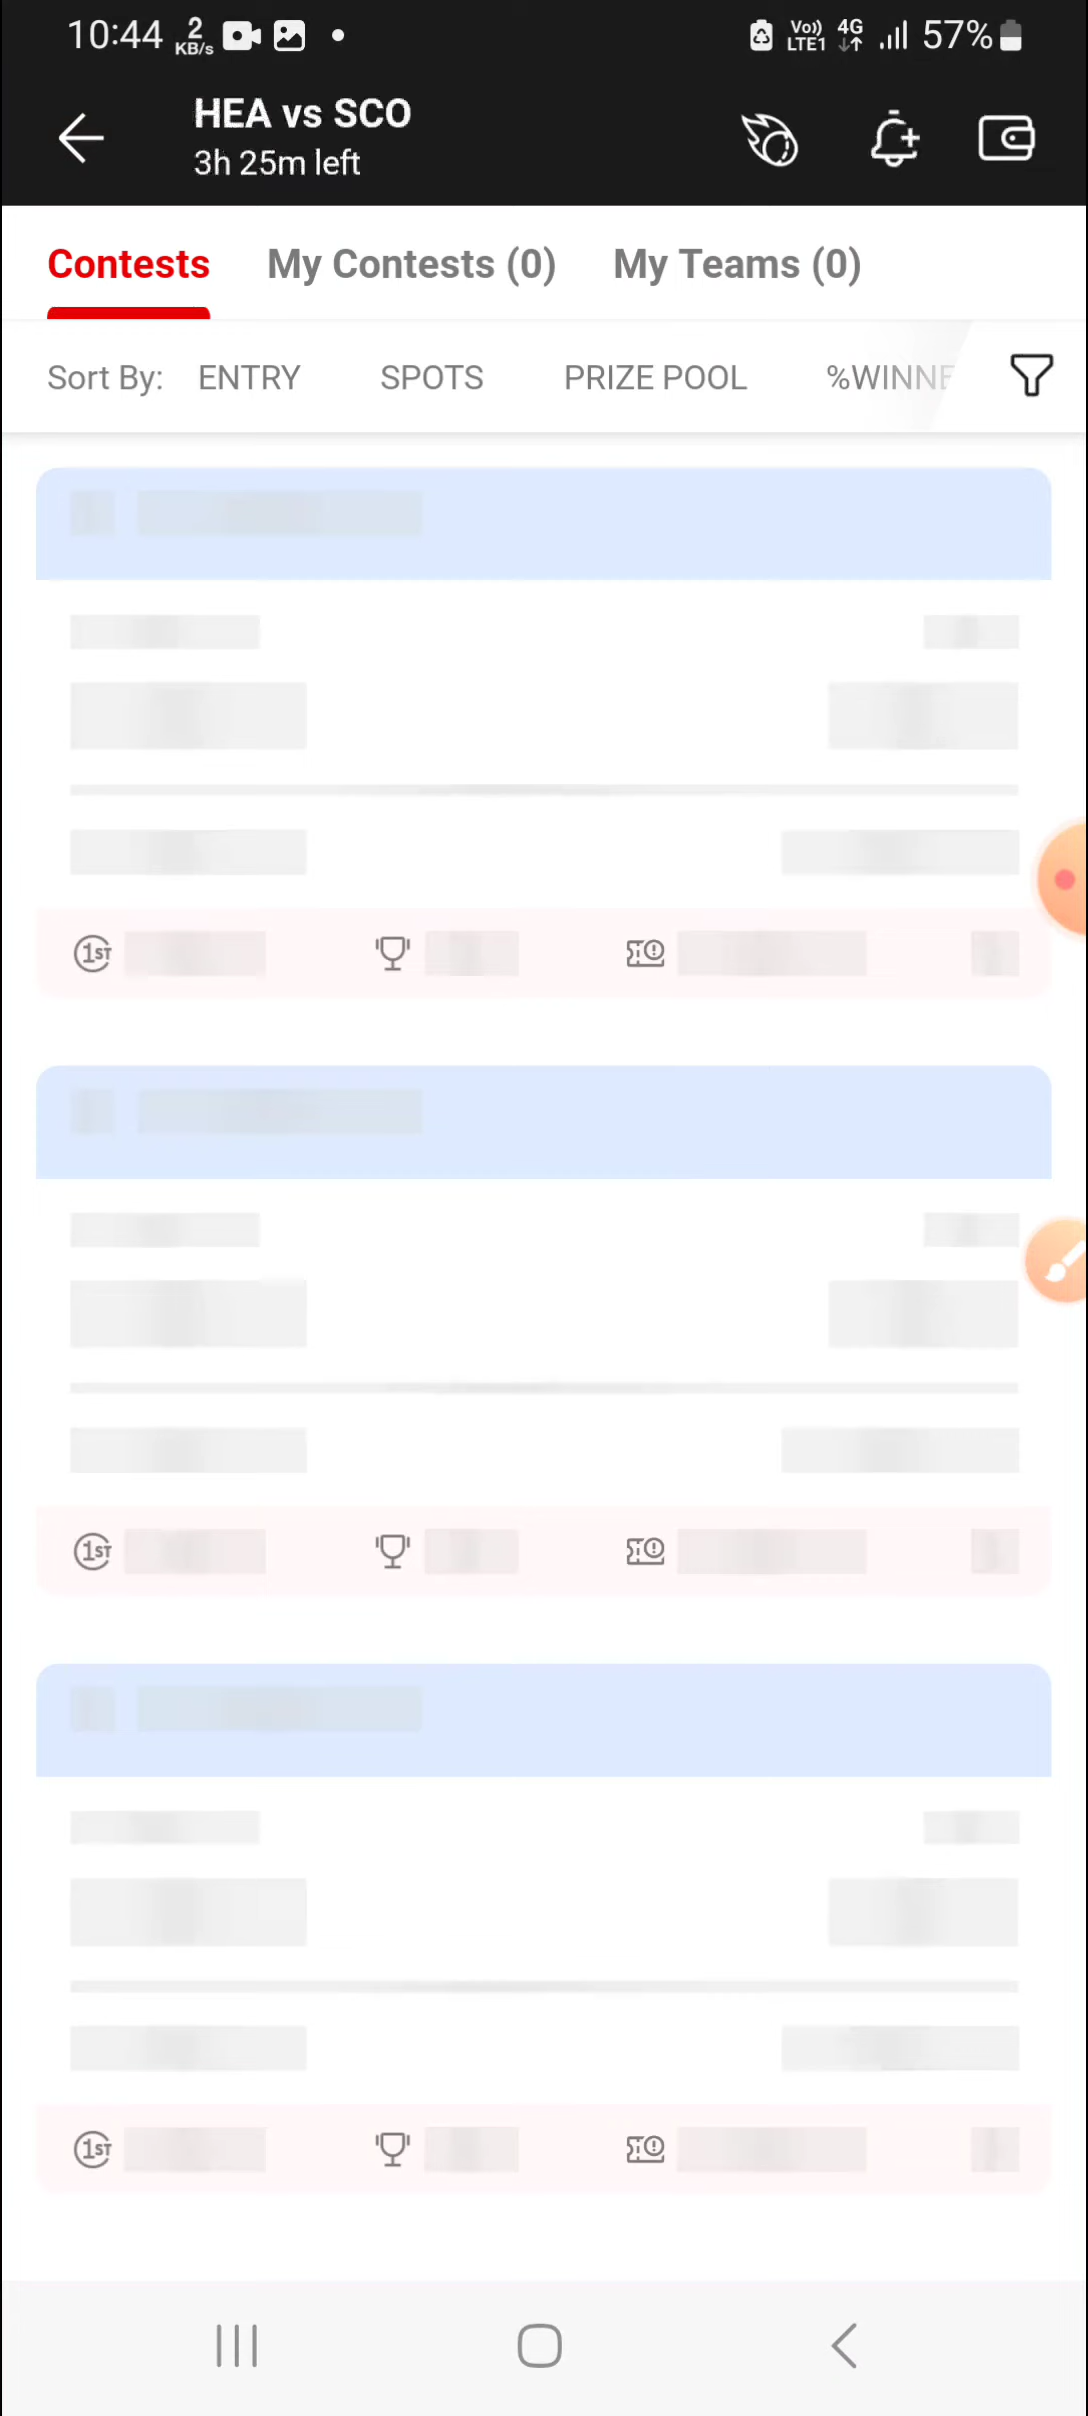 10:44 2 KB/s Vo)) LTE1 4G 57%
HEA vs SCO
3h 25m left
Contests My Contests (0) My Teams (0)
Sort By: ENTRY SPOTS PRIZE POOL %WINNE
1ST
1ST
1ST